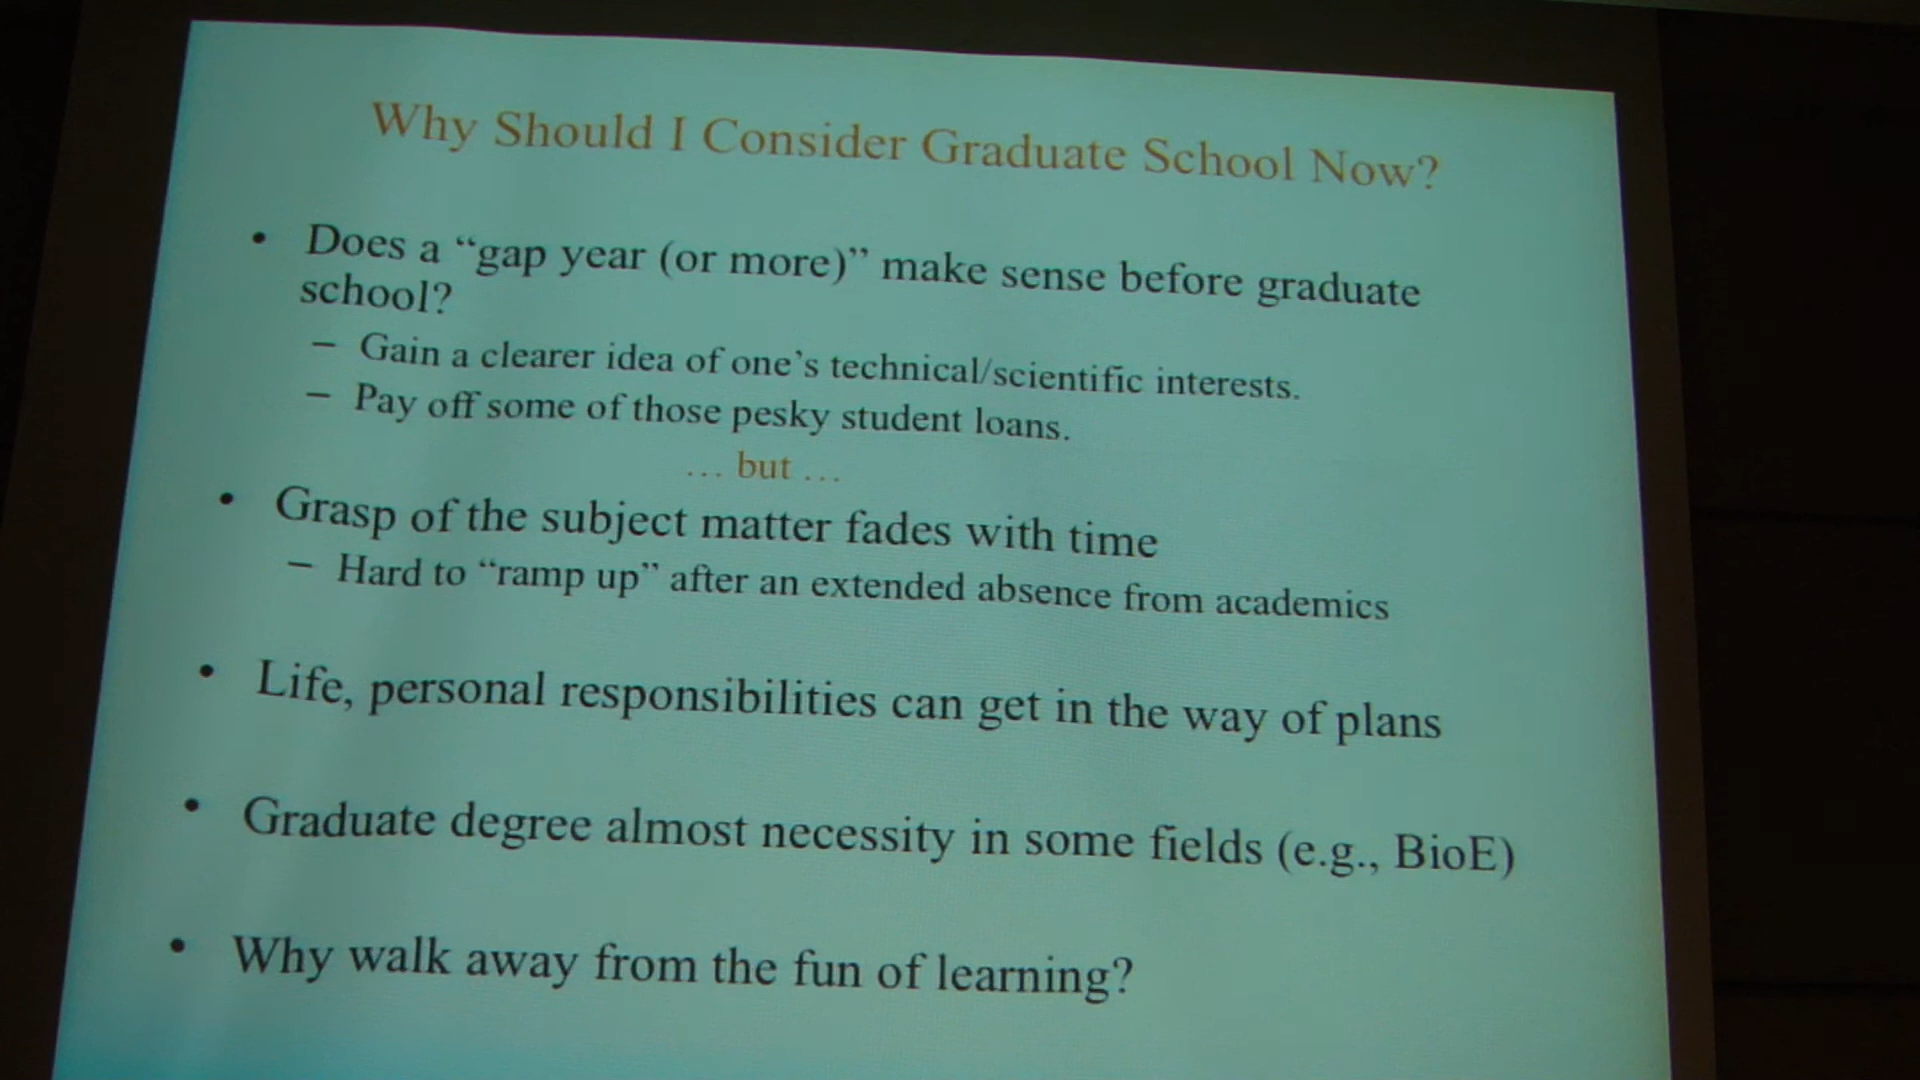 Why Should I Consider Graduate School Now?
• Does a “gap year (or more)” make sense before graduate
school?
– Gain a clearer idea of one’s technical/scientific interests.
– Pay off some of those pesky student loans.
… but …
• Grasp of the subject matter fades with time
– Hard to “ramp up” after an extended absence from academics
• Life, personal responsibilities can get in the way of plans
• Graduate degree almost necessity in some fields (e.g., BioE)
• Why walk away from the fun of learning?